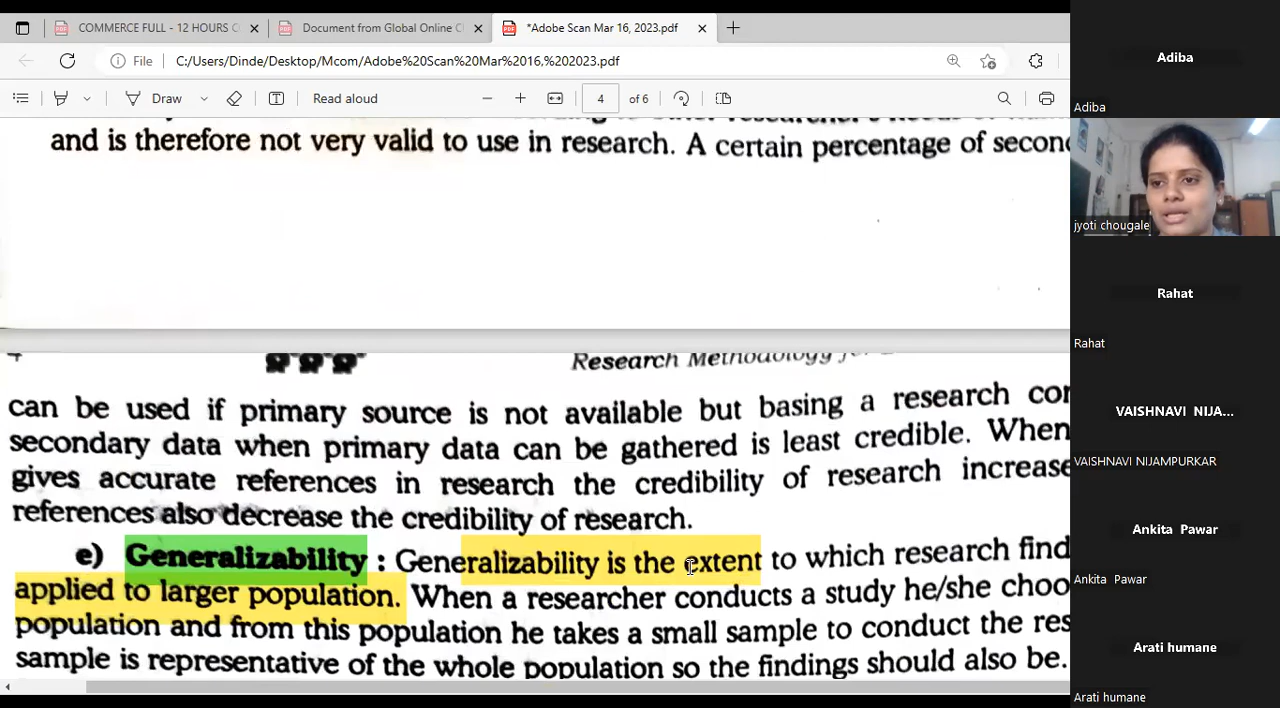 COMMERCE FULL - 12 HOURS C
Document from Global Online C
*Adobe Scan Mar 16, 2023.pdf
File
C:/Users/Dinde/Desktop/Mcom/Adobe%20Scan%20Mar%2016,%202023.pdf
Draw
Read aloud
4
of 6
and is therefore not very valid to use in research. A certain percentage of secon
Research Methodology for
can be used if primary source is not available but basing a research con
secondary data when primary data can be gathered is least credible. When
gives accurate references in research the credibility of research increase
references also decrease the credibility of research.
e) Generalizability : Generalizability is the extent to which research find
applied to larger population. When a researcher conducts a study he/she choo
population and from this population he takes a small sample to conduct the res
sample is representative of the whole population so the findings should also be.
Adiba
Adiba
jyoti chougale
Rahat
Rahat
VAISHNAVI NIJA...
VAISHNAVI NIJAMPURKAR
Ankita Pawar
Ankita Pawar
Arati humane
Arati humane